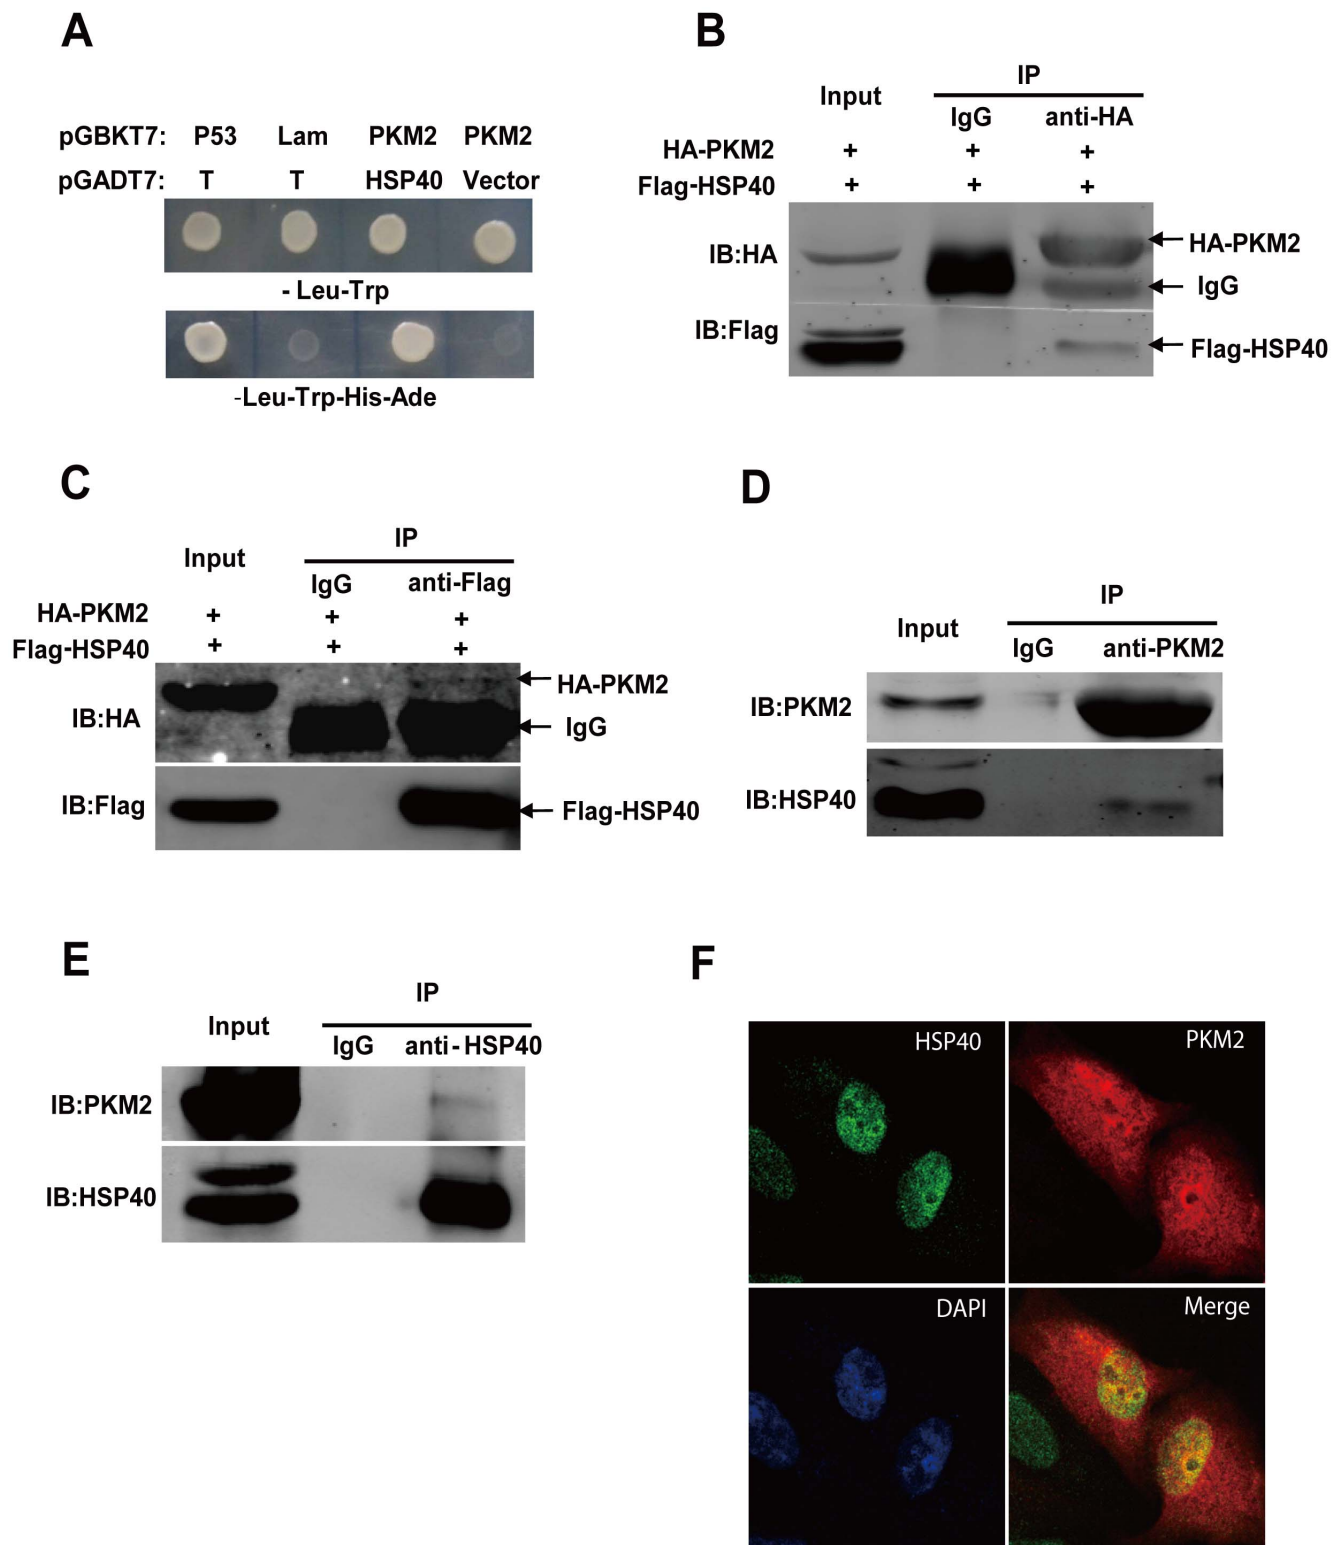 A
pGBKT7: P53 Lam PKM2 PKM2
pGADT7: T T HSP40 Vector
- Leu-Trp
-Leu-Trp-His-Ade
B
IP
Input IgG anti-HA
HA-PKM2 + + +
Flag-HSP40 + + +
IB:HA
HA-PKM2
IgG
IB:Flag
Flag-HSP40
C
IP
Input IgG anti-Flag
HA-PKM2 + + +
Flag-HSP40 + + +
IB:HA
HA-PKM2
IgG
IB:Flag
Flag-HSP40
D
IP
Input IgG anti-PKM2
IB:PKM2
IB:HSP40
E
IP
Input IgG anti-HSP40
IB:PKM2
IB:HSP40
F
HSP40
PKM2
DAPI
Merge